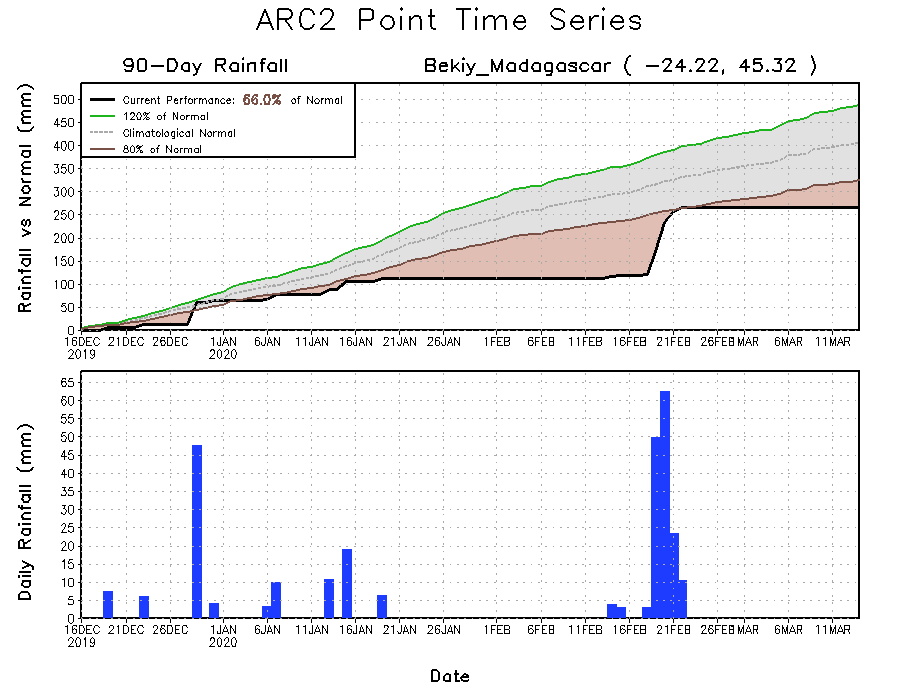 ARC2 Point Time Series
90-Day Rainfall
Bekiy_Madagascar ( -24.22, 45.32 )
Rainfall vs Normal (mm)
Current Performance: 66.0% of Normal
120% of Normal
Climatological Normal
80% of Normal
500
450
400
350
300
250
200
150
100
50
0
16DEC 21DEC 26DEC 1JAN 6JAN 11JAN 16JAN 21JAN 26JAN 1FEB 6FEB 11FEB 16FEB 21FEB 26FEB 1MAR 6MAR 11MAR
2019 2020
Daily Rainfall (mm)
65
60
55
50
45
40
35
30
25
20
15
10
5
0
16DEC 21DEC 26DEC 1JAN 6JAN 11JAN 16JAN 21JAN 26JAN 1FEB 6FEB 11FEB 16FEB 21FEB 26FEB 1MAR 6MAR 11MAR
2019 2020
Date